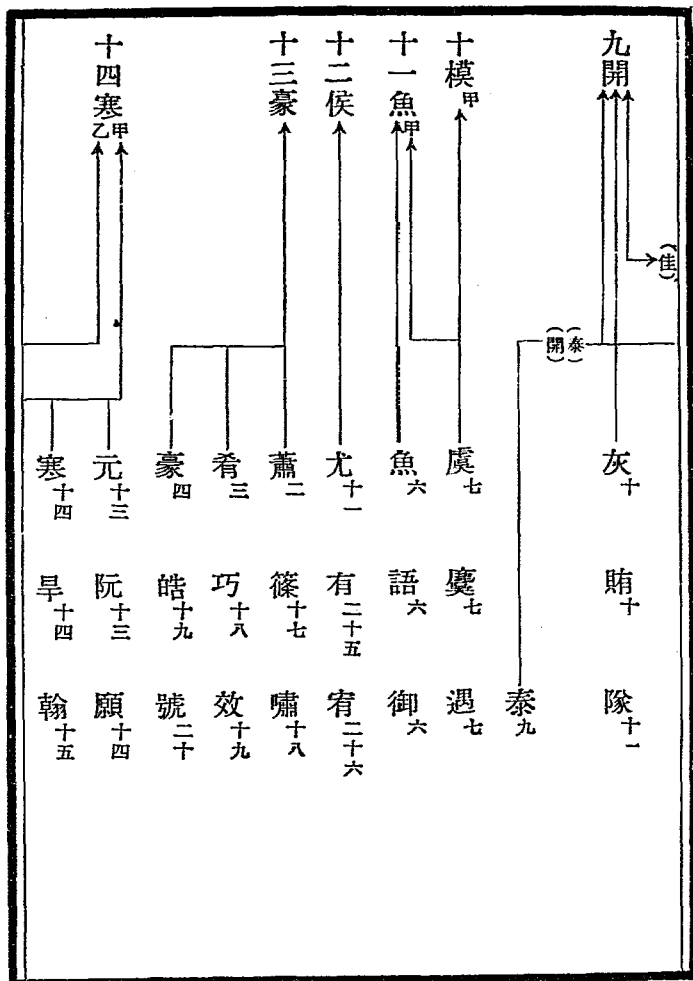 九開
十模甲
十一魚甲
十二侯
十三豪
十四寒甲乙
(佳)
(泰)
(開)
灰十 賄十 隊十一
泰九
虞七 麌七 遇七
魚六 語六 御六
尤十一 有二十五 宥二十六
蕭二 篠十七 嘯十八
肴三 巧十八 效十九
豪四 皓十九 號二十
元十三 阮十三 願十四
寒十四 旱十四 翰十五